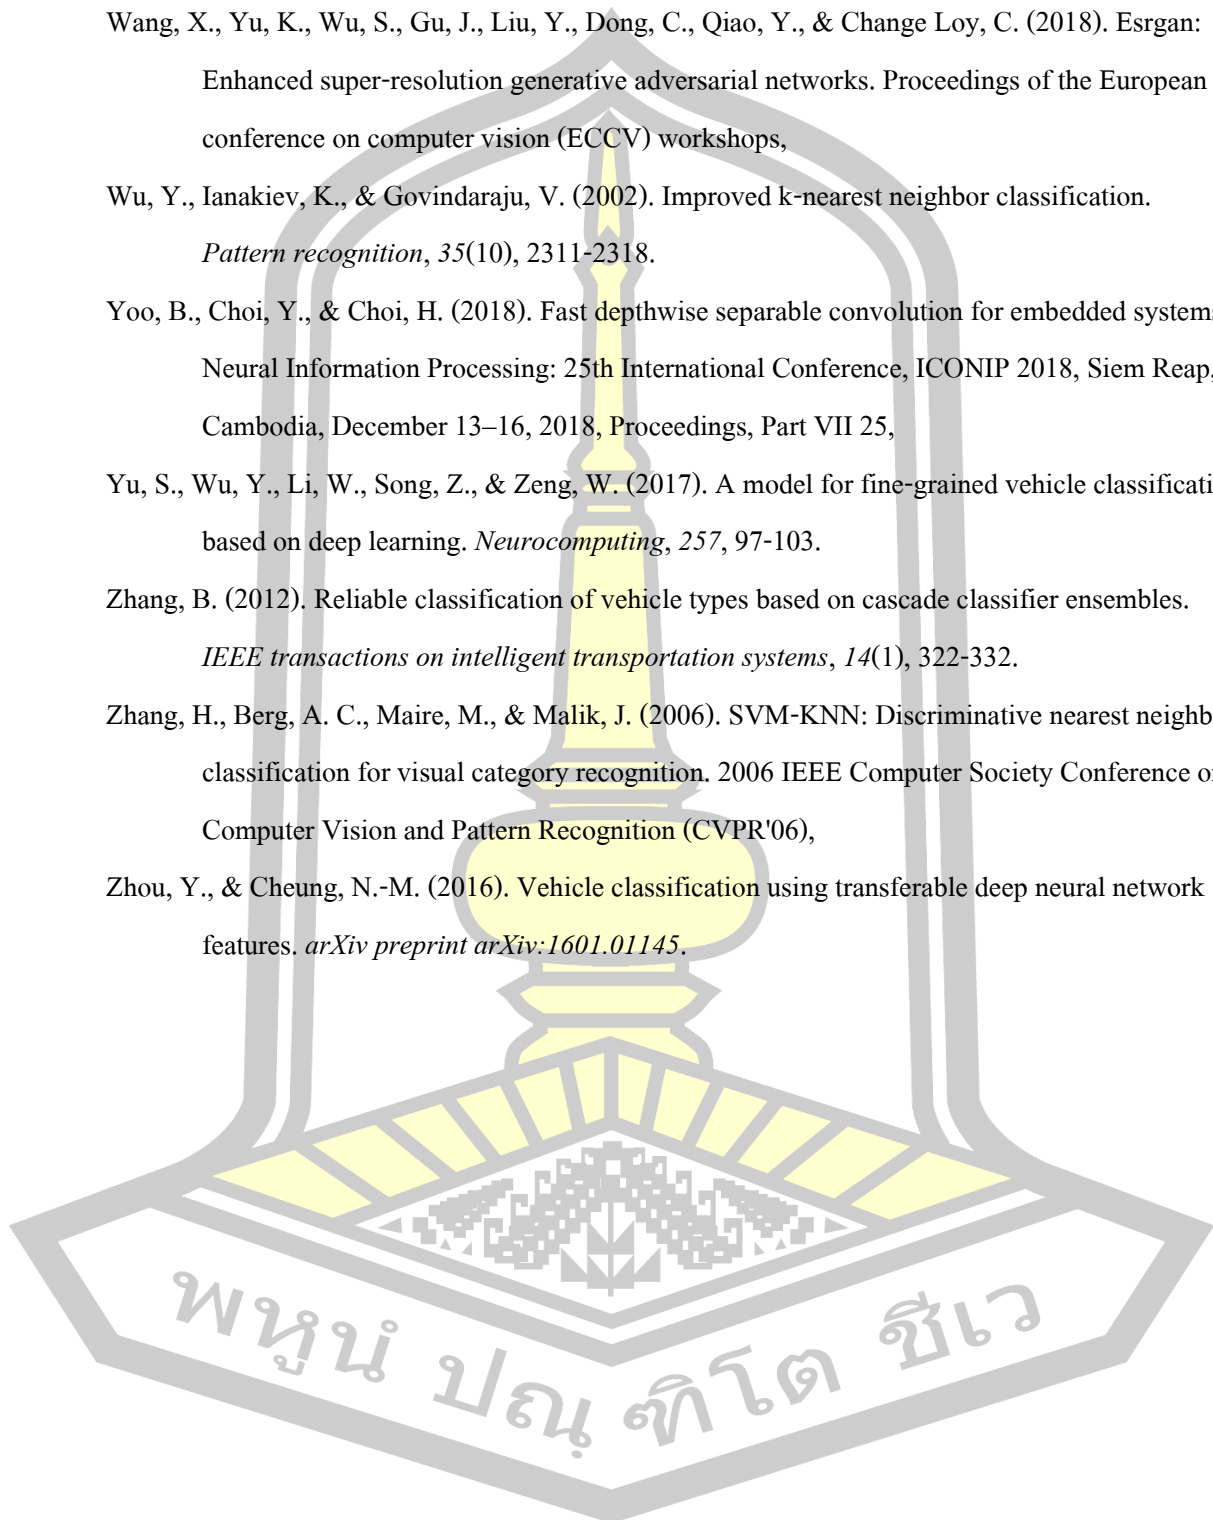 Wang, X., Yu, K., Wu, S., Gu, J., Liu, Y., Dong, C., Qiao, Y., & Change Loy, C. (2018). Esrgan:
Enhanced super-resolution generative adversarial networks. Proceedings of the European
conference on computer vision (ECCV) workshops,
Wu, Y., Ianakiev, K., & Govindaraju, V. (2002). Improved k-nearest neighbor classification.
Pattern recognition, 35(10), 2311-2318.
Yoo, B., Choi, Y., & Choi, H. (2018). Fast depthwise separable convolution for embedded system
Neural Information Processing: 25th International Conference, ICONIP 2018, Siem Reap,
Cambodia, December 13–16, 2018, Proceedings, Part VII 25,
Yu, S., Wu, Y., Li, W., Song, Z., & Zeng, W. (2017). A model for fine-grained vehicle classificati
based on deep learning. Neurocomputing, 257, 97-103.
Zhang, B. (2012). Reliable classification of vehicle types based on cascade classifier ensembles.
IEEE transactions on intelligent transportation systems, 14(1), 322-332.
Zhang, H., Berg, A. C., Maire, M., & Malik, J. (2006). SVM-KNN: Discriminative nearest neighb
classification for visual category recognition. 2006 IEEE Computer Society Conference o
Computer Vision and Pattern Recognition (CVPR'06),
Zhou, Y., & Cheung, N.-M. (2016). Vehicle classification using transferable deep neural network
features. arXiv preprint arXiv:1601.01145.
พหูนํ ปณฺฑิโต ชีเว